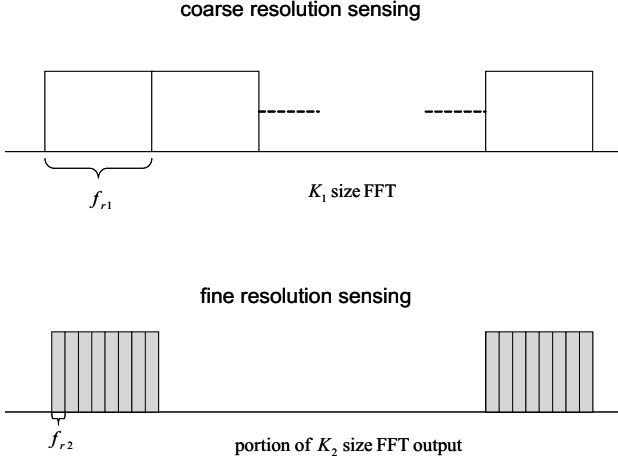 coarse resolution sensing
f_{r1}
K_1 size FFT
fine resolution sensing
f_{r2}
portion of K_2 size FFT output